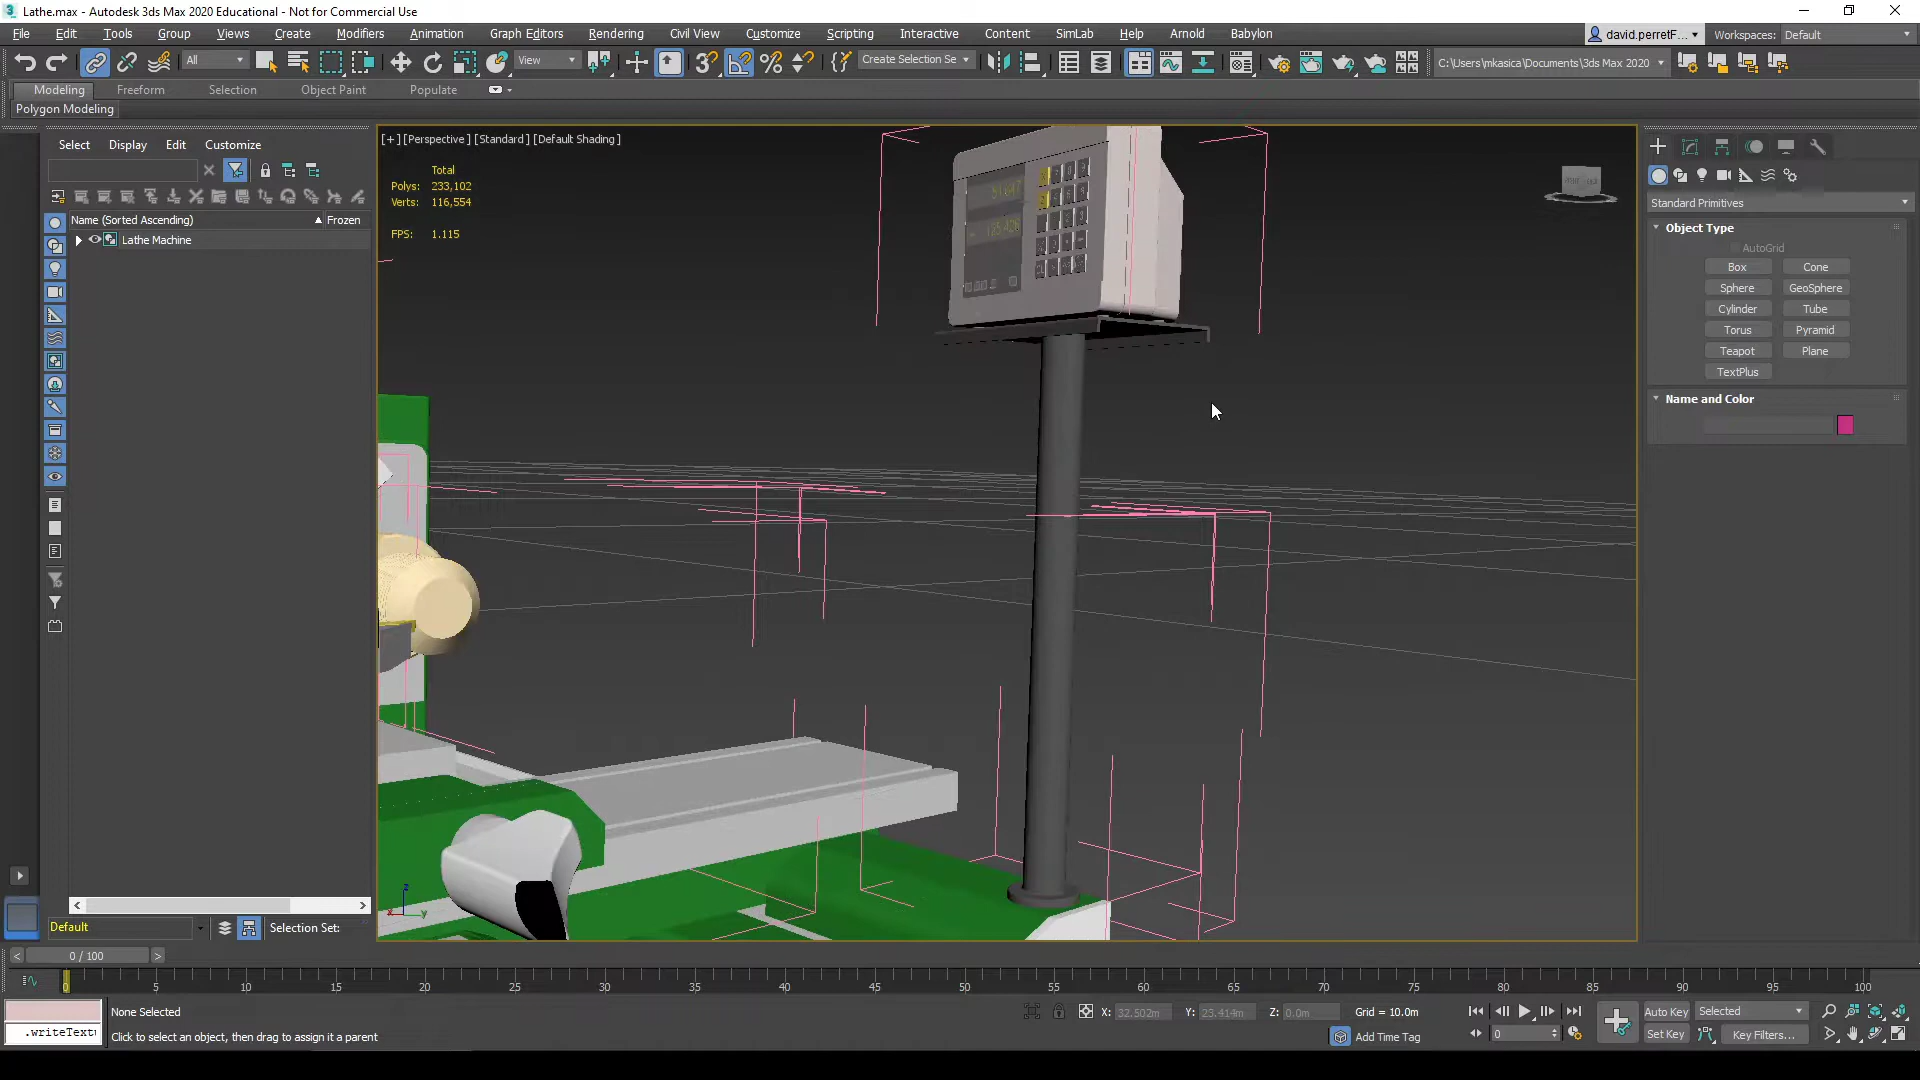 Lathe.max - Autodesk 3ds Max 2020 Educational - Not for Commercial Use
File Edit Tools Group Views Create Modifiers Animation Graph Editors Rendering Civil View Customize Scripting Interactive Content SimLab Help Arnold Babylon
david.perretF... Workspaces: Default
All View Create Selection Se C:\Users\mkasica\Documents\3ds Max 2020
Modeling Freeform Selection Object Paint Populate
Polygon Modeling
Select Display Edit Customize
[+] [Perspective] [Standard] [Default Shading]
Total
Polys: 233,102
Verts: 116,554
FPS: 1.115
Name (Sorted Ascending) Frozen
Lathe Machine
Standard Primitives
Object Type
AutoGrid
Box Cone
Sphere GeoSphere
Cylinder Tube
Torus Pyramid
Teapot Plane
TextPlus
Name and Color
x
y
z
Default Selection Set:
0 / 100
0 5 10 15 20 25 30 35 40 45 50 55 60 65 70 75 80 85 90 95 100
None Selected X: 32.502m Y: 23.414m Z: 0.0m Grid = 10.0m Auto Key Selected
.writeText
Click to select an object, then drag to assign it a parent
Add Time Tag 0 Set Key Key Filters...